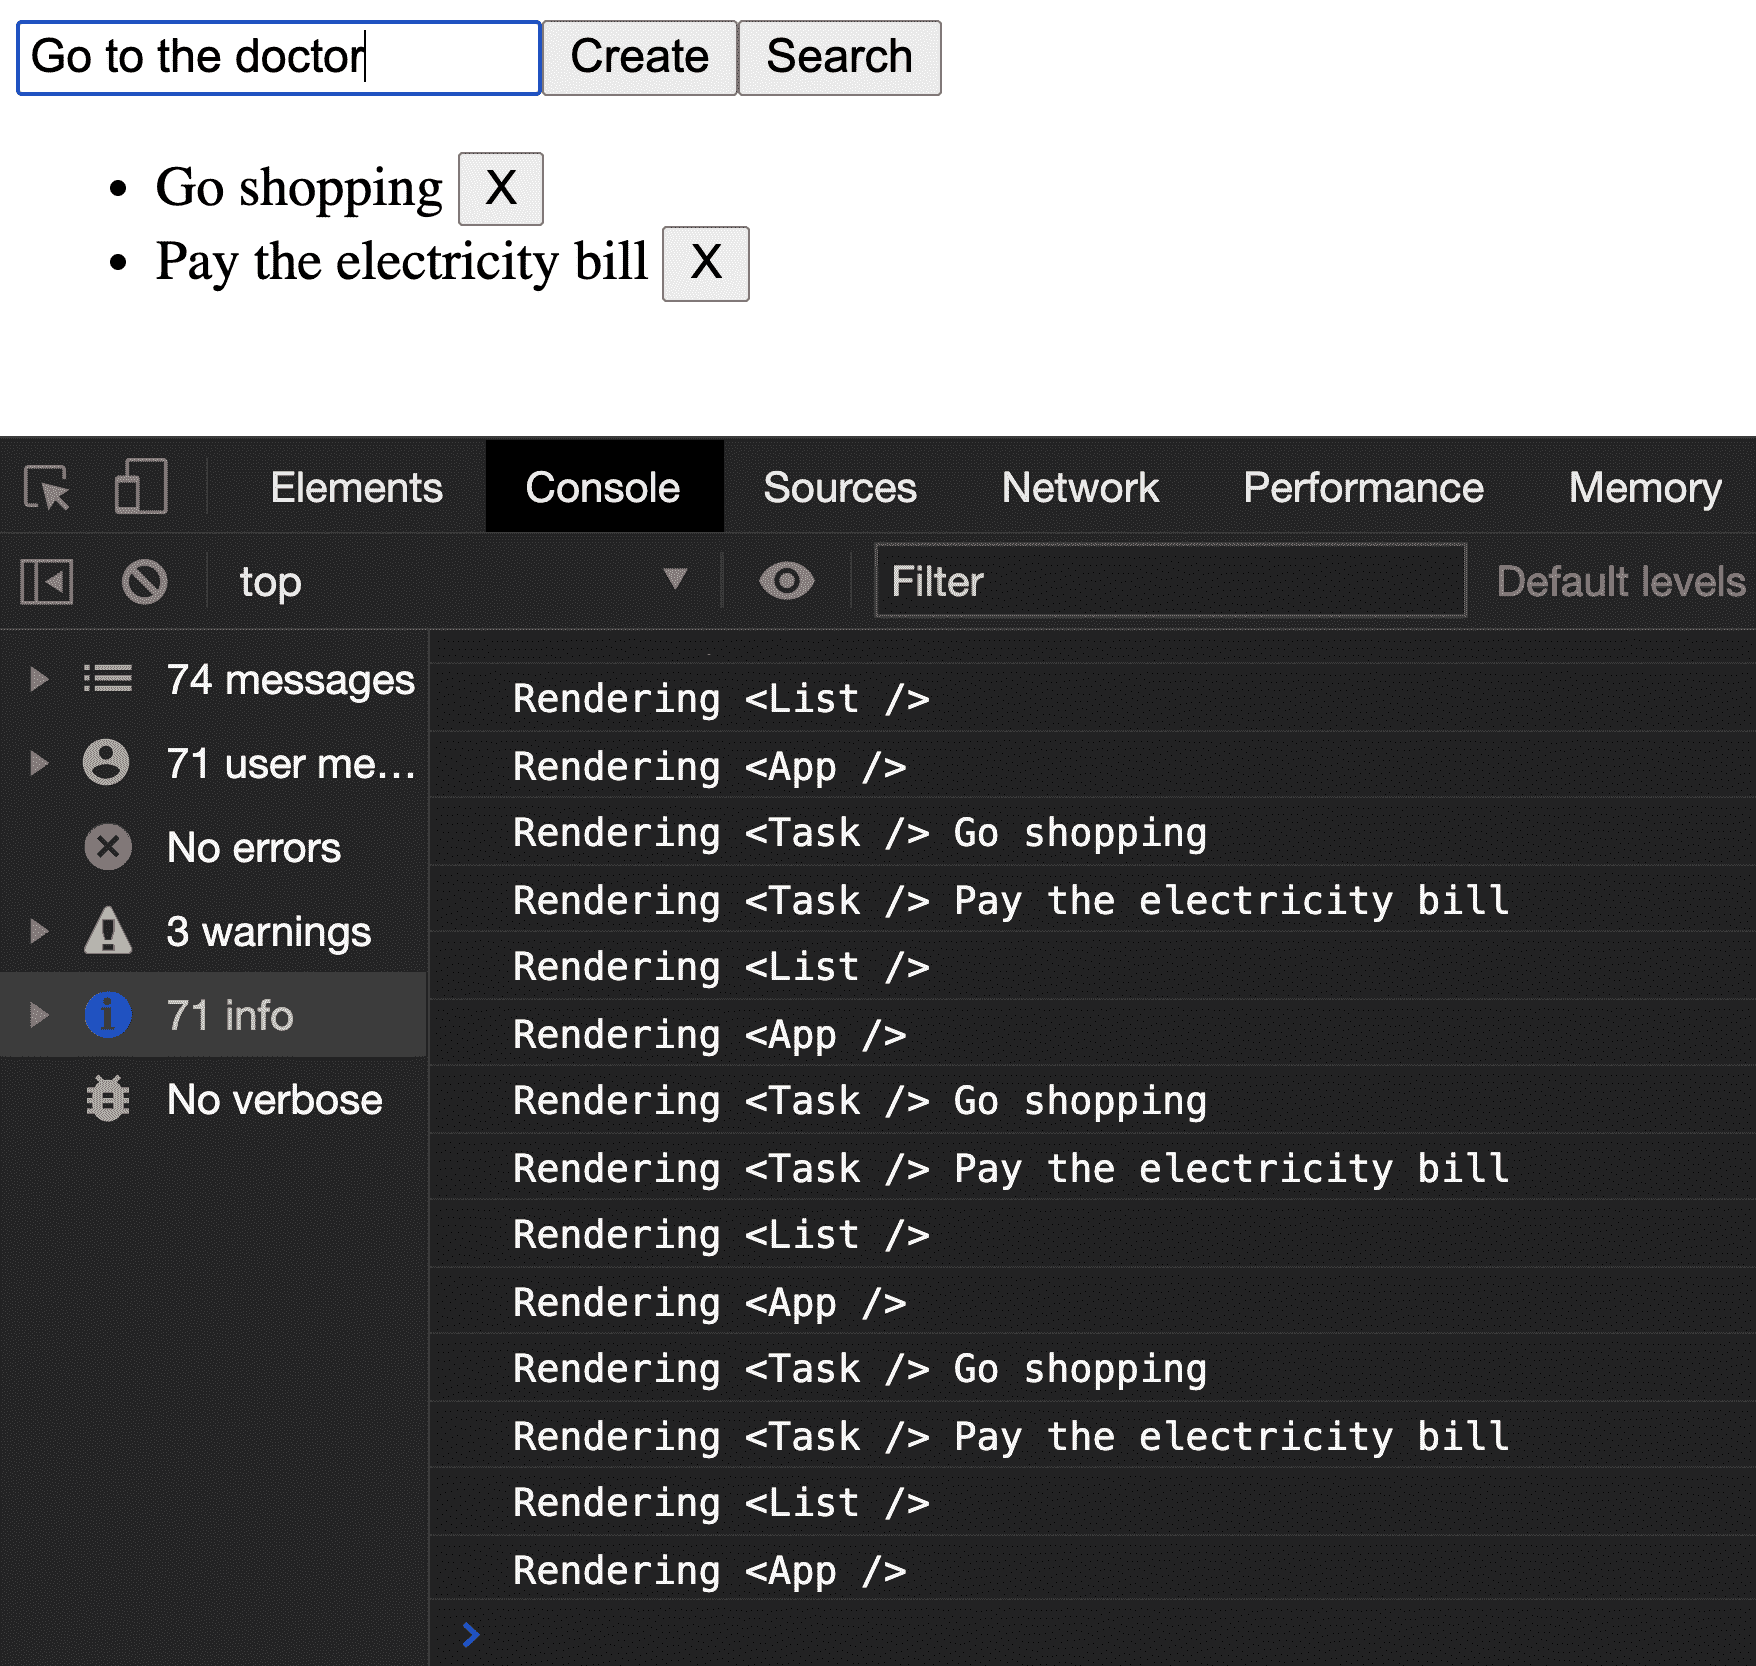 Go to the doctor Create Search
Go shopping X
Pay the electricity bill X
Elements Console Sources Network Performance Memory
top Filter Default levels
74 messages
71 user me...
No errors
3 warnings
71 info
No verbose
Rendering <List />
Rendering <App />
Rendering <Task /> Go shopping
Rendering <Task /> Pay the electricity bill
Rendering <List />
Rendering <App />
Rendering <Task /> Go shopping
Rendering <Task /> Pay the electricity bill
Rendering <List />
Rendering <App />
Rendering <Task /> Go shopping
Rendering <Task /> Pay the electricity bill
Rendering <List />
Rendering <App />